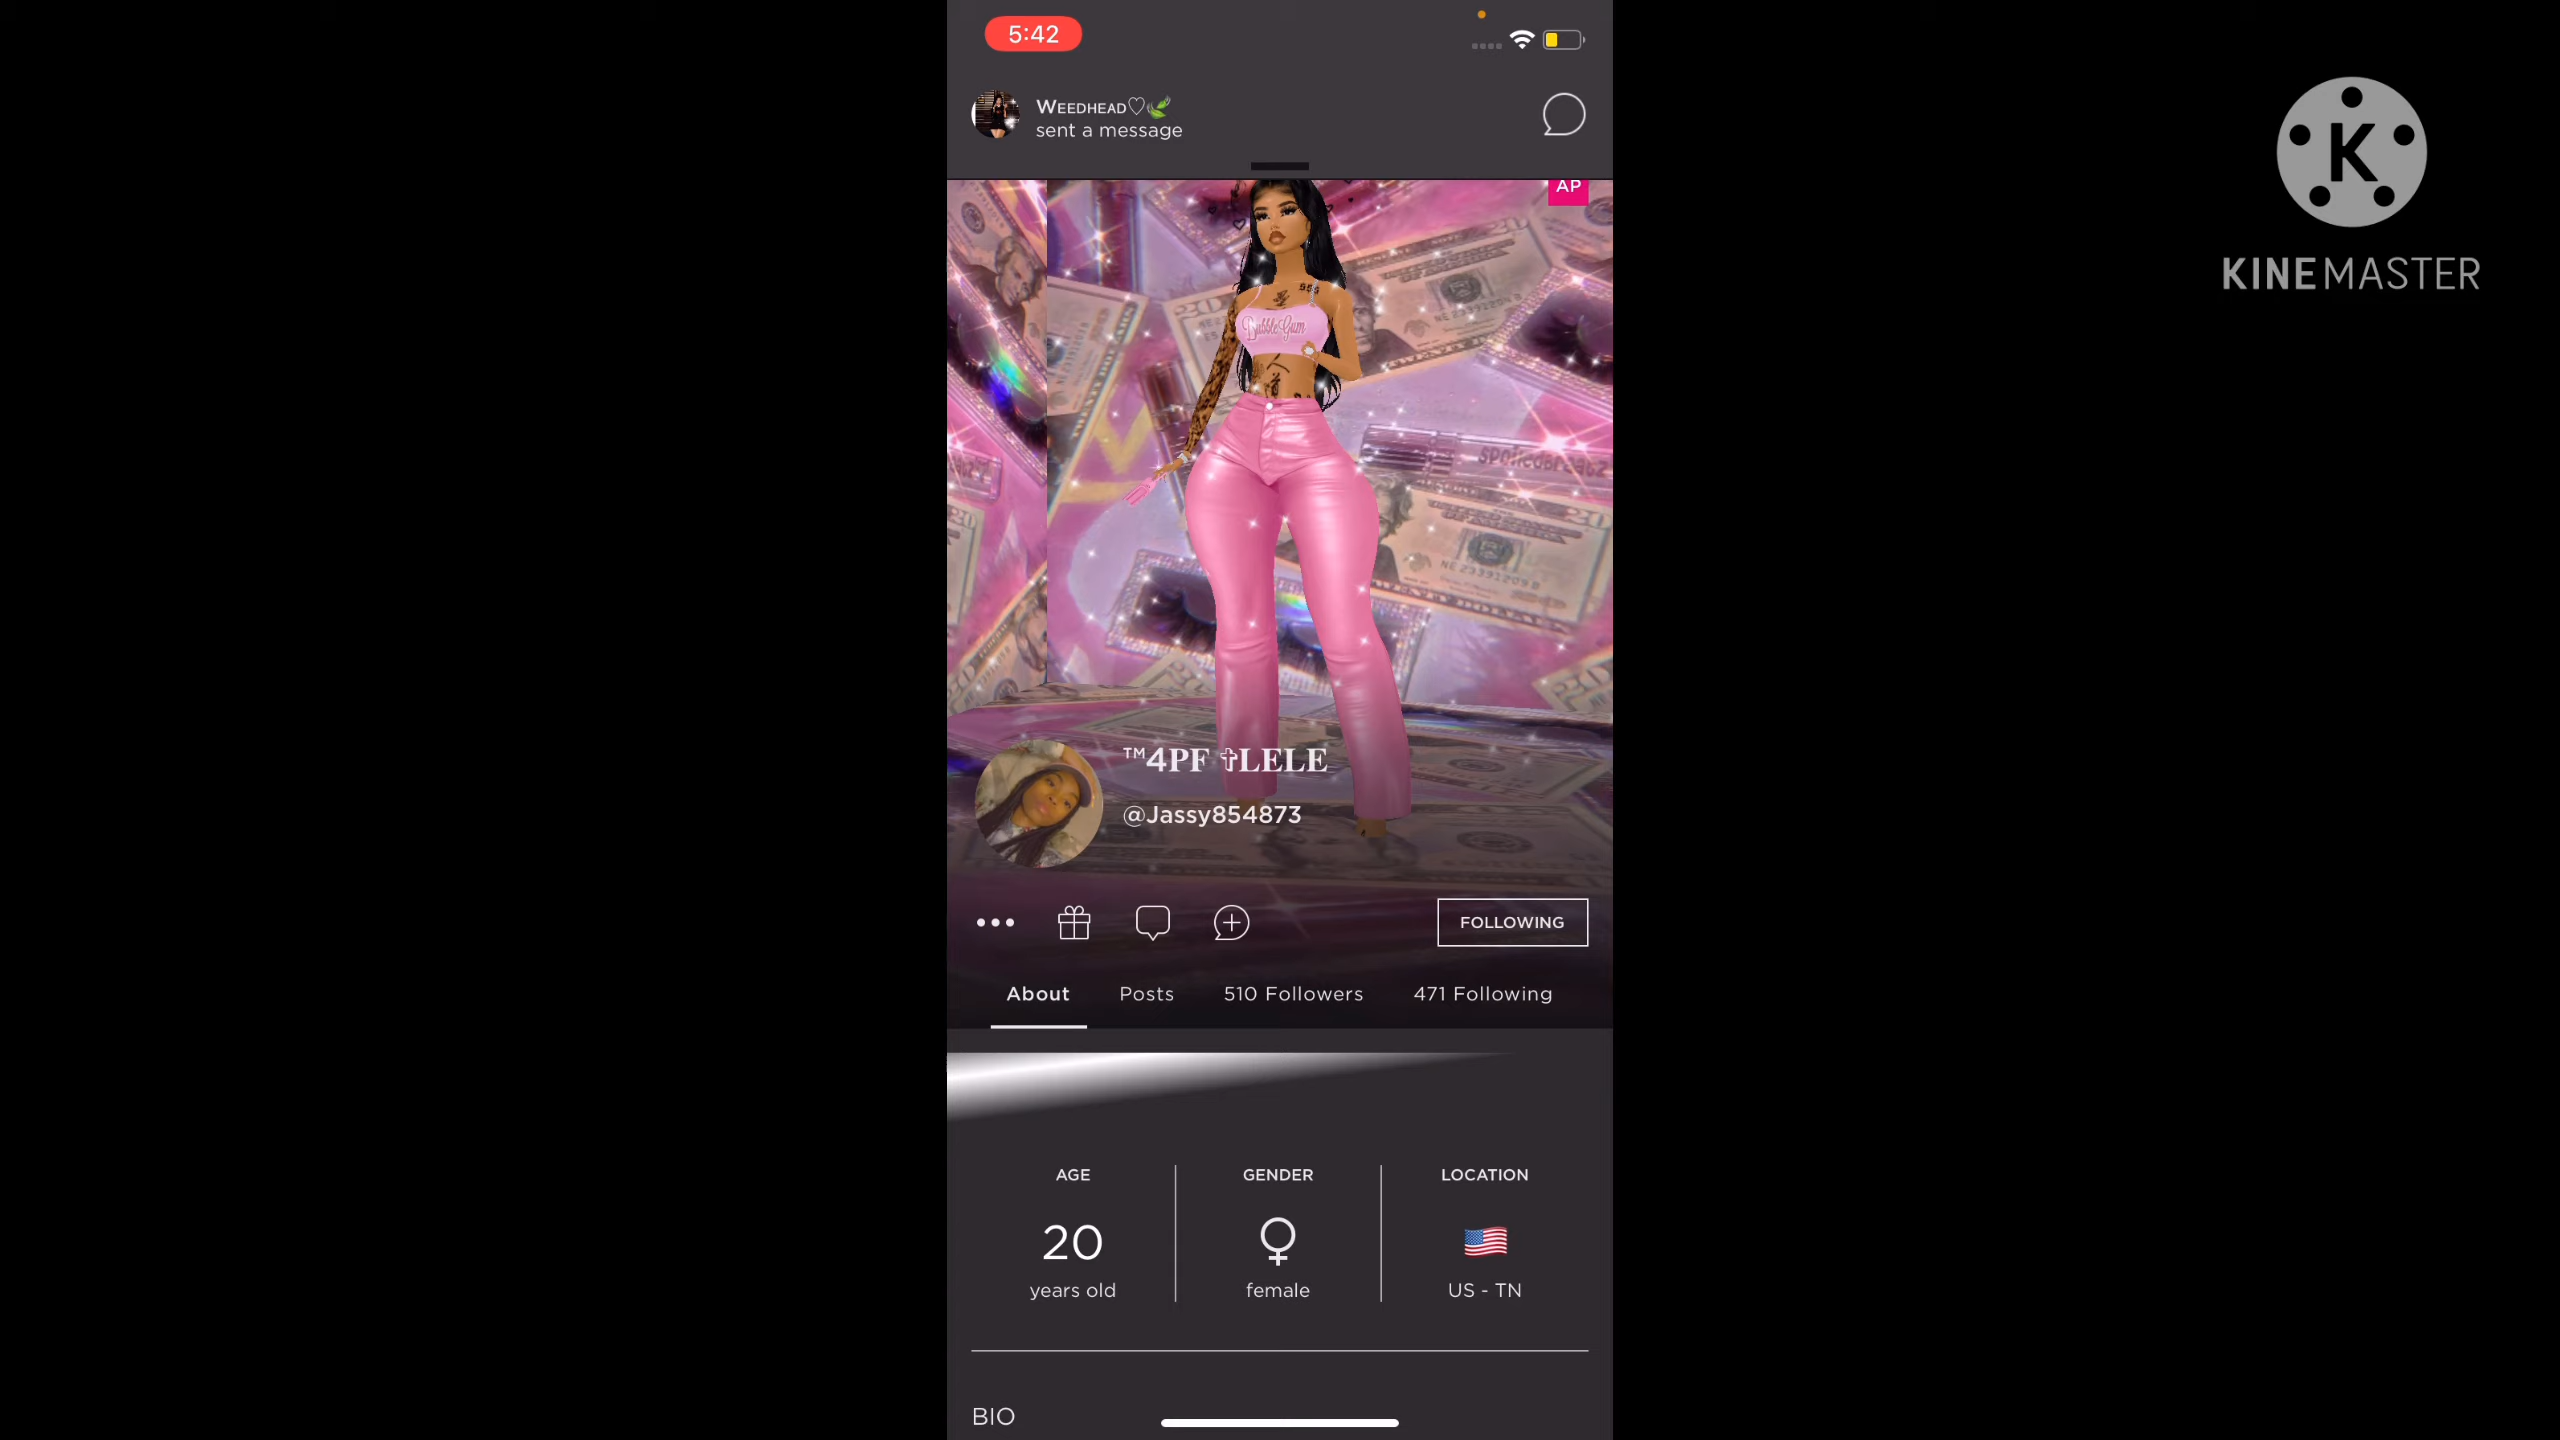 5:42
Weedhead♡🌿
sent a message
AP
$$$
BubbleGum
™4PF ✞LELE
@Jassy854873
FOLLOWING
About Posts 510 Followers 471 Following
AGE GENDER LOCATION
20 ♀ 🇺🇸
years old female US - TN
BIO
K
KINEMASTER